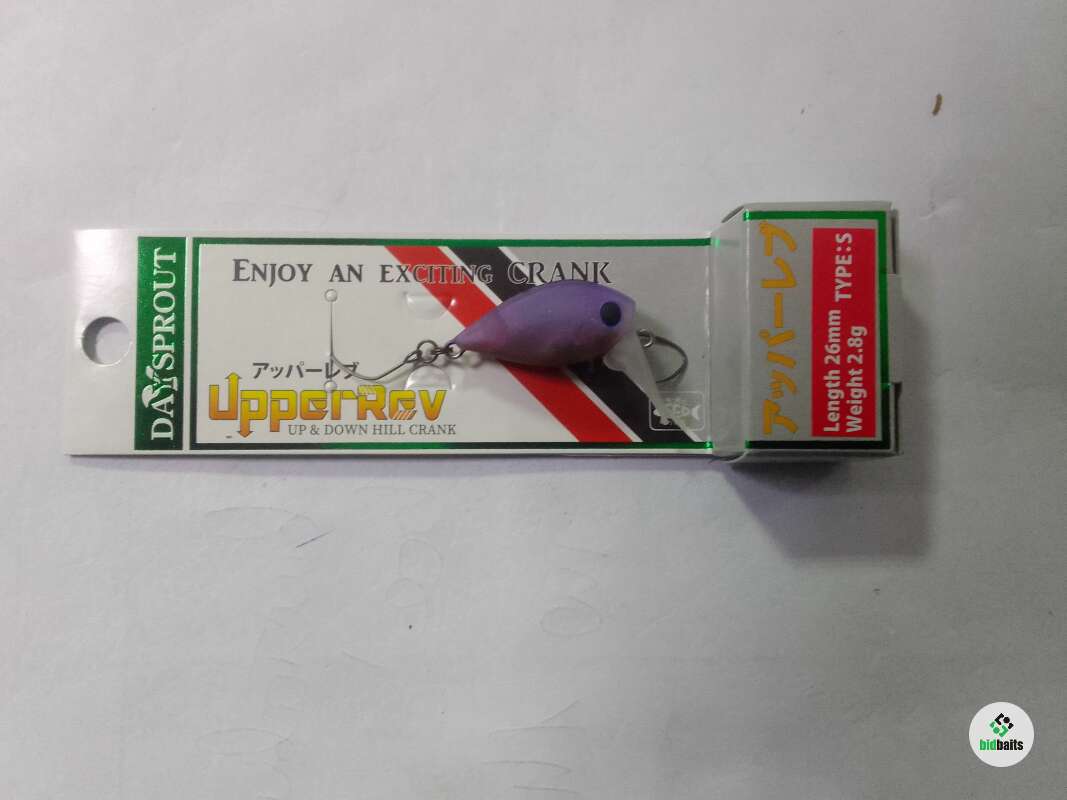 DAYSPROUT
ENJOY AN EXCITING CRANK
アッパーレブ
UpperRev
UP & DOWN HILL CRANK
アッパーレブ
Length 26mm TYPE:S
Weight 2.8g
bidbaits